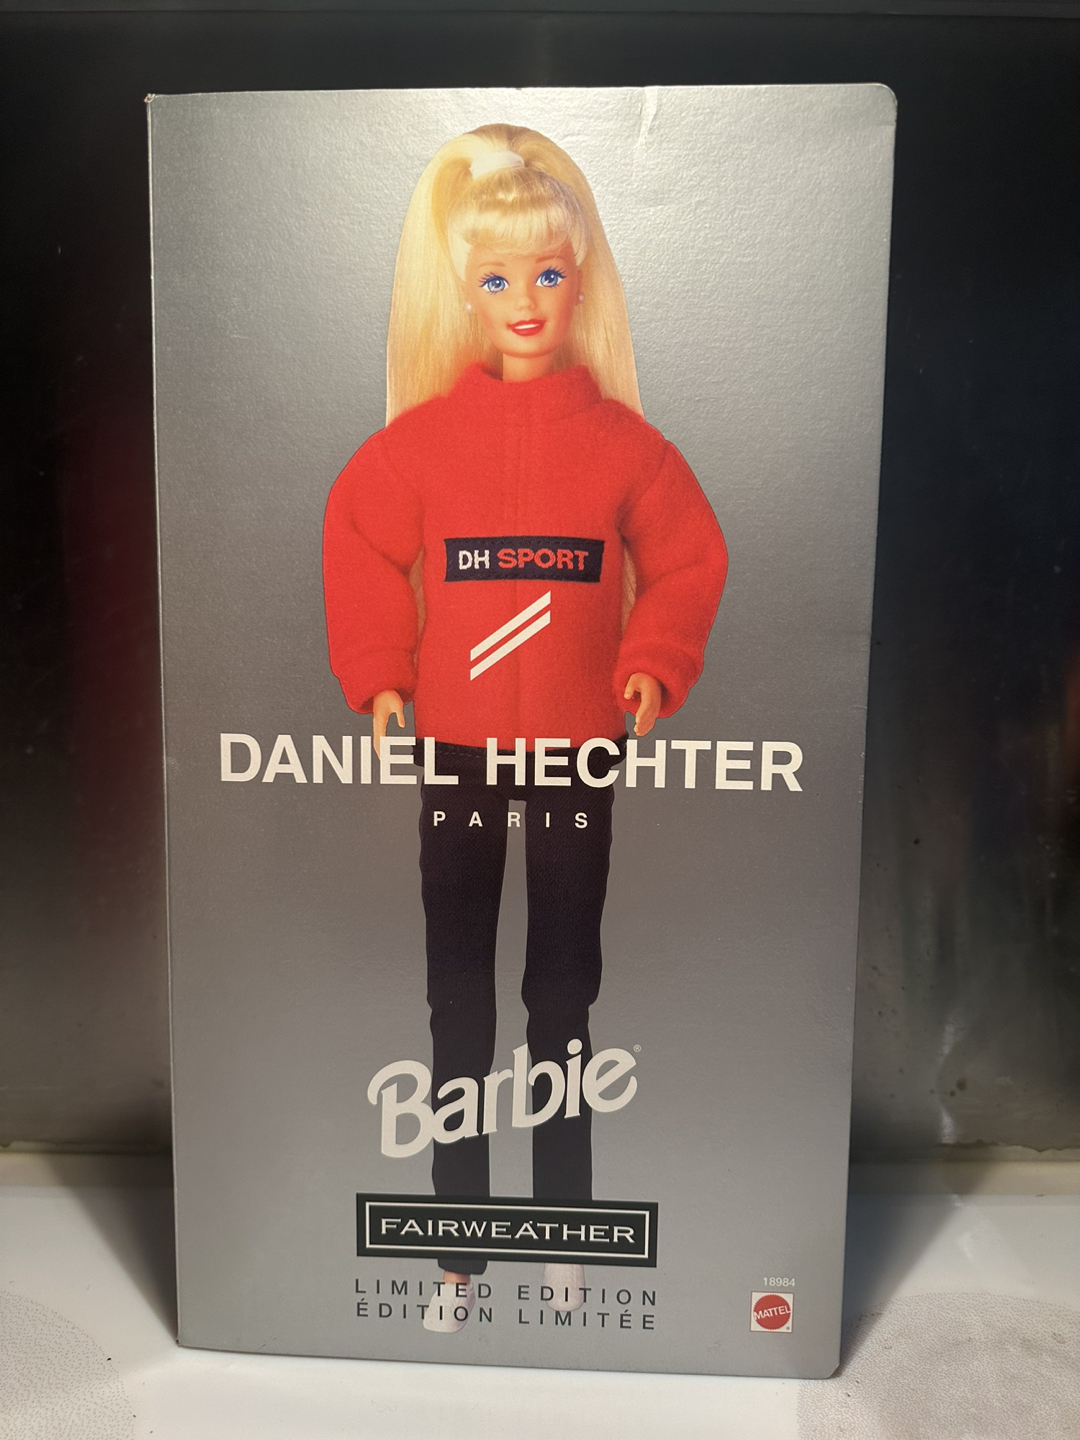 DH SPORT
DANIEL HECHTER
PARIS
Barbie®
FAIRWEATHER
LIMITED EDITION
ÉDITION LIMITÉE
18984
MATTEL®